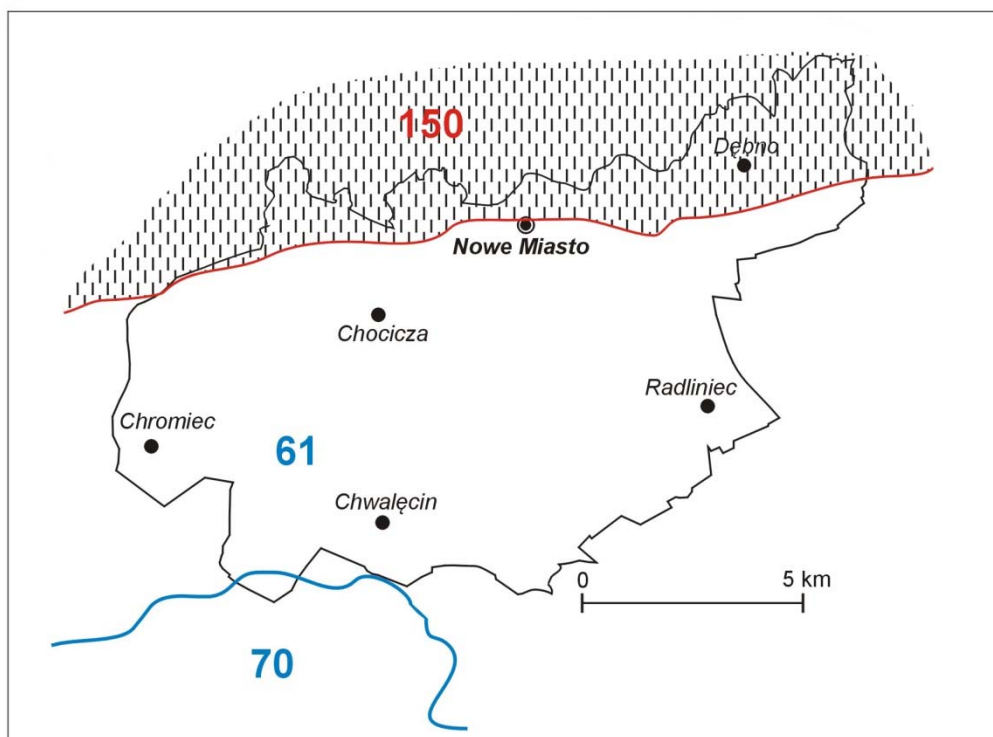 150
Dębno
Nowe Miasto
Chocicza
Radliniec
Chromiec
61
Chwalęcin
0 5 km
70